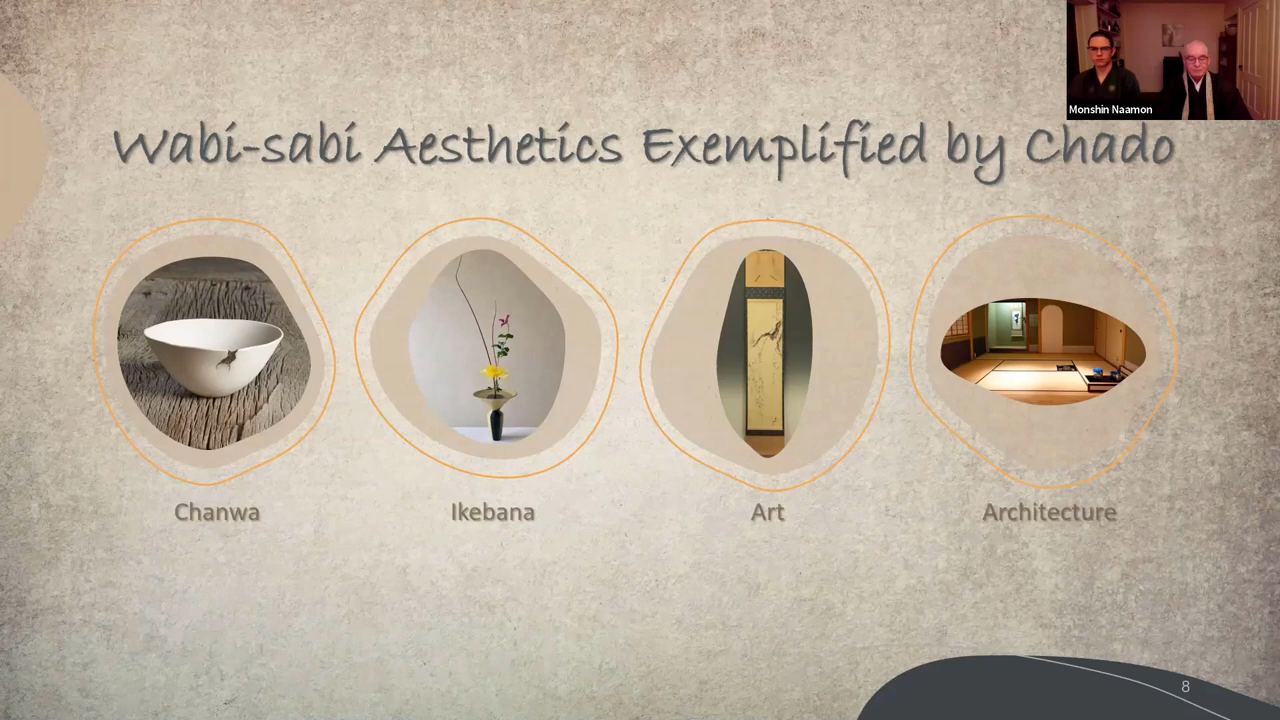 Monshin Naamon
Wabi-sabi Aesthetics Exemplified by Chado
Chanwa
Ikebana
Art
Architecture
8